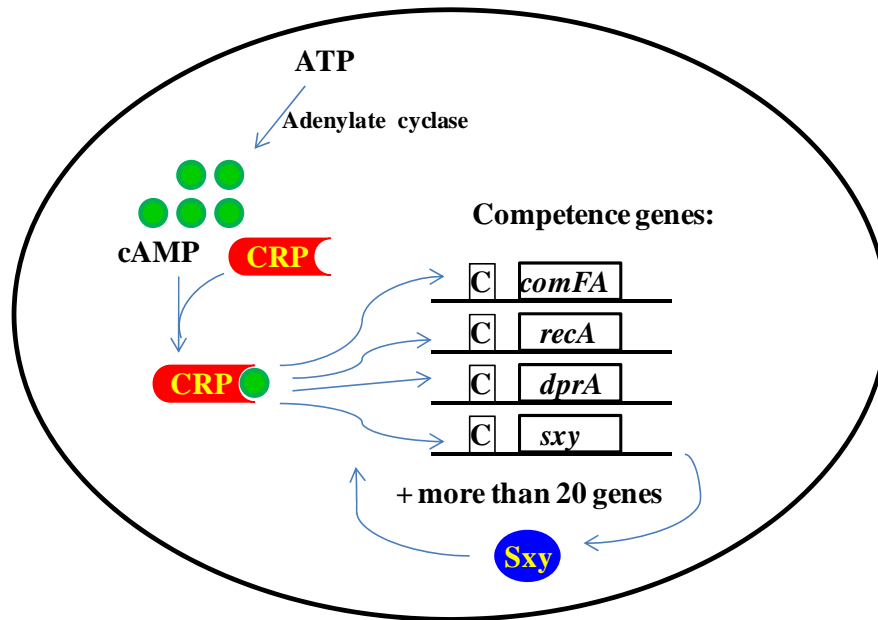 ATP
Adenylate cyclase
cAMP
CRP
CRP
Competence genes:
C comFA
C recA
C dprA
C sxy
+ more than 20 genes
Sxy